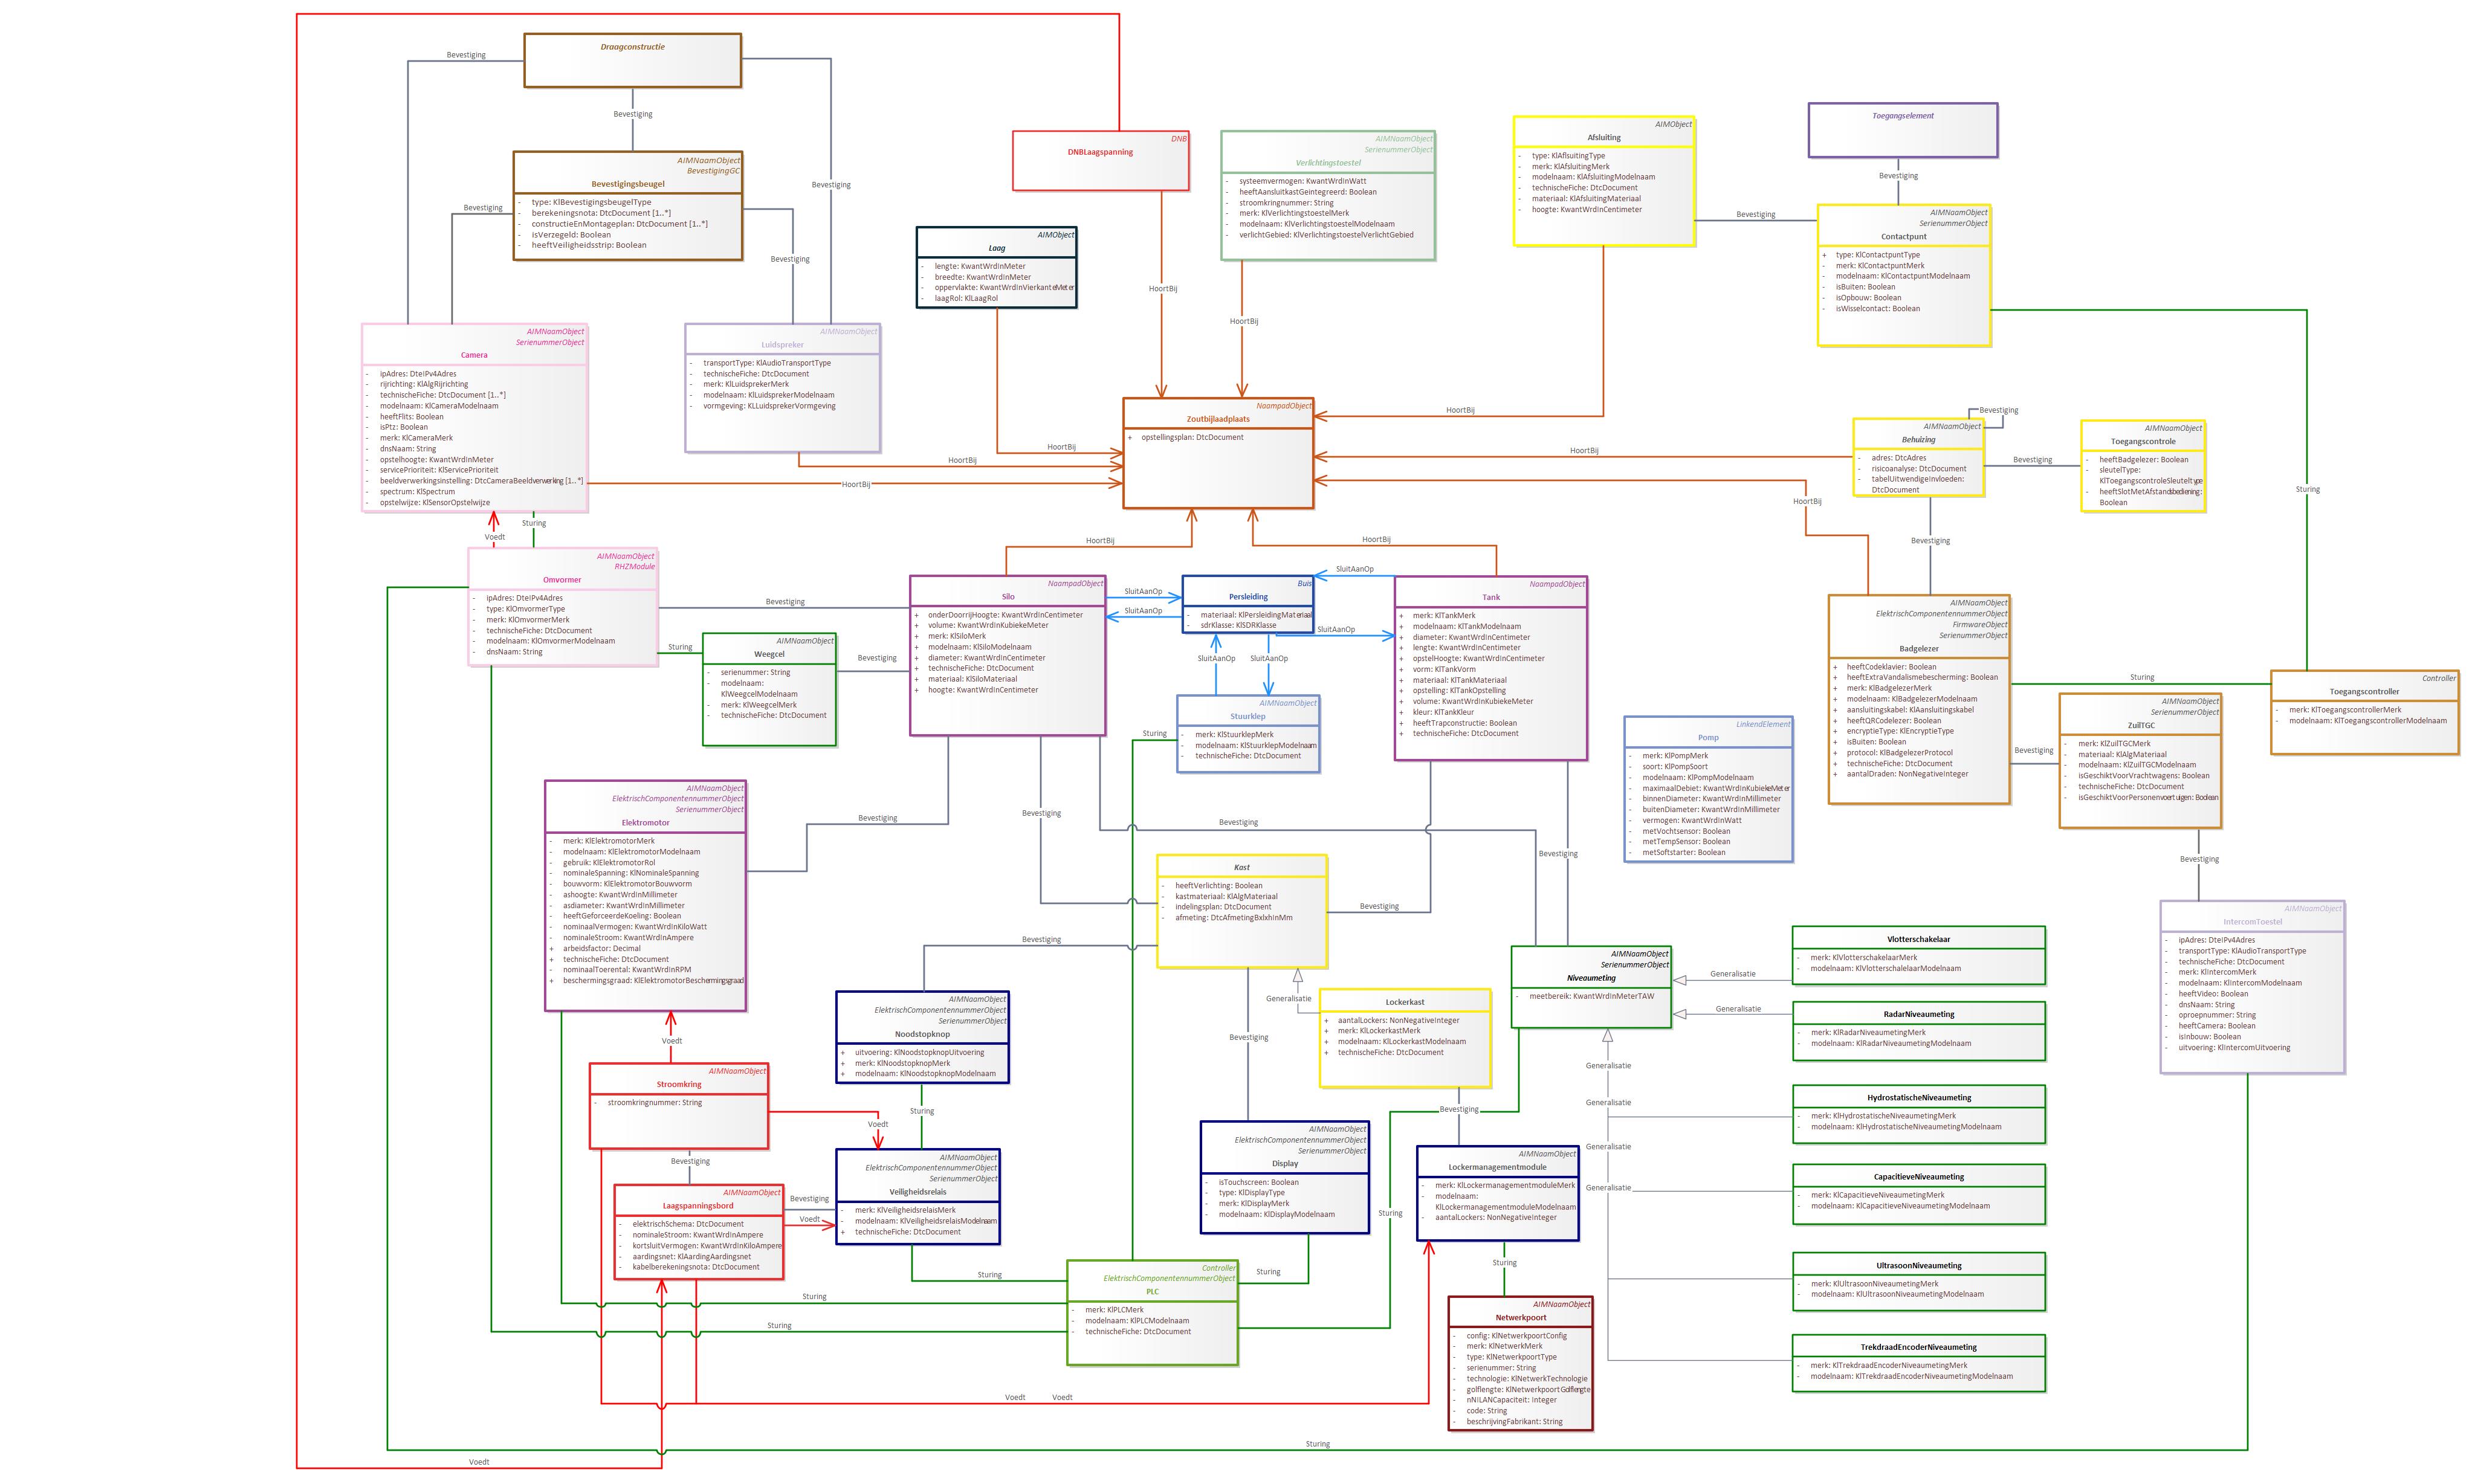 Draagconstructie
Bevestiging
Bevestiging
Bevestiging
AIMNaamObject
BevestigingGC
Bevestigingsbeugel
- type: KlBevestigingsbeugelType
- berekeningsnota: DtcDocument [1..*]
- constructieEnMontageplan: DtcDocument [1..*]
- isVerzegeld: Boolean
- heeftVeiligheidsstrip: Boolean
Bevestiging
Bevestiging
DNB
DNBLaagspanning
AIMNaamObject
SerienummerObject
Verlichtingstoestel
- systeemvermogen: KwantWrdInWatt
- heeftAansluitkastGeintegreerd: Boolean
- stroomkringnummer: String
- merk: KlVerlichtingstoestelMerk
- modelnaam: KlVerlichtingstoestelModelnaam
- verlichtGebied: KlVerlichtingstoestelVerlichtGebied
AIMObject
Afsluiting
- type: KlAflsuitingType
- merk: KlAfsluitingMerk
- modelnaam: KlAfsluitingModelnaam
- technischeFiche: DtcDocument
- materiaal: KlAfsluitingMateriaal
- hoogte: KwantWrdInCentimeter
Toegangselement
Bevestiging
Bevestiging
AIMNaamObject
SerienummerObject
Contactpunt
+ type: KlContactpuntType
- merk: KlContactpuntMerk
- modelnaam: KlContactpuntModelnaam
- isBuiten: Boolean
- isOpbouw: Boolean
- isWisselcontact: Boolean
AIMObject
Laag
- lengte: KwantWrdInMeter
- breedte: KwantWrdInMeter
- oppervlakte: KwantWrdInVierkanteMeter
- laagRol: KlLaagRol
HoortBij
HoortBij
AIMNaamObject
SerienummerObject
Camera
- ipAdres: DteIPv4Adres
- rijrichting: KlAlgRijrichting
- technischeFiche: DtcDocument [1..*]
- modelnaam: KlCameraModelnaam
- heeftFlits: Boolean
- isPtz: Boolean
- merk: KlCameraMerk
- dnsNaam: String
- opstelhoogte: KwantWrdInMeter
- servicePrioriteit: KlServicePrioriteit
- beeldverwerkingsinstelling: DtcCameraBeeldverwerking [1..*]
- spectrum: KlSpectrum
- opstelwijze: KlSensorOpstelwijze
AIMNaamObject
Luidspreker
- transportType: KlAudioTransportType
- technischeFiche: DtcDocument
- merk: KlLuidsprekerMerk
- modelnaam: KLLuidsprekerModelnaam
- vormgeving: KLLuidsprekerVormgeving
NaampadObject
Zoutbijlaadplaats
+ opstellingsplan: DtcDocument
HoortBij
HoortBij
HoortBij
HoortBij
HoortBij
HoortBij
HoortBij
HoortBij
Bevestiging
AIMNaamObject
Behuizing
- adres: DtcAdres
- risicoanalyse: DtcDocument
- tabelUitwendigeInvloeden:
DtcDocument
Bevestiging
AIMNaamObject
Toegangscontrole
- heeftBadgelezer: Boolean
- sleutelType:
KlToegangscontroleSleuteltype
- heeftSlotMetAfstandsbediening:
Boolean
Sturing
Bevestiging
Voedt
Sturing
AIMNaamObject
RHZModule
Omvormer
- ipAdres: DteIPv4Adres
- type: KlOmvormerType
- merk: KlOmvormerMerk
- technischeFiche: DtcDocument
- modelnaam: KlOmvormerModelnaam
- dnsNaam: String
Bevestiging
Sturing
AIMNaamObject
Weegcel
- serienummer: String
- modelnaam:
KlWeegcelModelnaam
- merk: KlWeegcelMerk
- technischeFiche: DtcDocument
Bevestiging
NaampadObject
Silo
+ onderDoorrijHoogte: KwantWrdInCentimeter
+ volume: KwantWrdInKubiekeMeter
+ merk: KlSiloMerk
+ modelnaam: KlSiloModelnaam
+ diameter: KwantWrdInCentimeter
+ technischeFiche: DtcDocument
+ materiaal: KlSiloMateriaal
+ hoogte: KwantWrdInCentimeter
SluitAanOp
SluitAanOp
Buis
Persleiding
- materiaal: KlPersleidingMateriaal
- sdrKlasse: KlSDRKlasse
SluitAanOp
SluitAanOp
SluitAanOp
SluitAanOp
AIMNaamObject
Stuurklep
- merk: KlStuurklepMerk
- modelnaam: KlStuurklepModelnaam
- technischeFiche: DtcDocument
Sturing
NaampadObject
Tank
+ merk: KlTankMerk
+ modelnaam: KlTankModelnaam
+ diameter: KwantWrdInCentimeter
+ lengte: KwantWrdInCentimeter
+ opstelHoogte: KwantWrdInCentimeter
+ vorm: KlTankVorm
+ materiaal: KlTankMateriaal
+ opstelling: KlTankOpstelling
+ volume: KwantWrdInKubiekeMeter
+ kleur: KlTankKleur
+ heeftTrapconstructie: Boolean
+ technischeFiche: DtcDocument
LinkendElement
Pomp
- merk: KlPompMerk
- soort: KlPompSoort
- modelnaam: KlPompModelnaam
- maximaalDebiet: KwantWrdInKubiekeMeter
- binnenDiameter: KwantWrdInMillimeter
- buitenDiameter: KwantWrdInMillimeter
- vermogen: KwantWrdInWatt
- metVochtsensor: Boolean
- metTempSensor: Boolean
- metSoftstarter: Boolean
AIMNaamObject
ElektrischComponentennummerObject
FirmwareObject
SerienummerObject
Badgelezer
+ heeftCodeklavier: Boolean
+ heeftExtraVandalismebescherming: Boolean
+ merk: KlBadgelezerMerk
+ modelnaam: KlBadgelezerModelnaam
+ aansluitingskabel: KlAansluitingskabel
+ heeftQRCodelezer: Boolean
+ encryptieType: KlEncryptieType
+ isBuiten: Boolean
+ protocol: KlBadgelezerProtocol
+ technischeFiche: DtcDocument
+ aantalDraden: NonNegativeInteger
Sturing
Controller
Toegangscontroller
- merk: KlToegangscontrollerMerk
- modelnaam: KlToegangscontrollerModelnaam
Bevestiging
AIMNaamObject
SerienummerObject
ZuilTGC
- merk: KlZuilTGCMerk
- materiaal: KlAlgMateriaal
- modelnaam: KlZuilTGCModelnaam
- isGeschiktVoorVrachtwagens: Boolean
- technischeFiche: DtcDocument
- isGeschiktVoorPersonenvoertuigen: Boolean
Bevestiging
AIMNaamObject
ElektrischComponentennummerObject
SerienummerObject
Elektromotor
- merk: KlElektromotorMerk
- modelnaam: KlElektromotorModelnaam
- gebruik: KlElektromotorRol
- nominaleSpanning: KlNominaleSpanning
- bouwvorm: KlElektromotorBouwvorm
- ashoogte: KwantWrdInMillimeter
- asdiameter: KwantWrdInMillimeter
- heeftGeforceerdeKoeling: Boolean
- nominaalVermogen: KwantWrdInKiloWatt
- nominaleStroom: KwantWrdInAmpere
+ arbeidsfactor: Decimal
+ technischeFiche: DtcDocument
- nominaalToerental: KwantWrdInRPM
+ beschermingsgraad: KlElektromotorBeschermingsgraad
Bevestiging
Bevestiging
Bevestiging
Bevestiging
Kast
- heeftVerlichting: Boolean
- kastmateriaal: KlAlgMateriaal
- indelingsplan: DtcDocument
- afmeting: DtcAfmetingBxlxhInMm
Bevestiging
Bevestiging
AIMNaamObject
SerienummerObject
Niveaumeting
- meetbereik: KwantWrdInMeterTAW
Generalisatie
Vlotterschakelaar
- merk: KlVlotterschakelaarMerk
- modelnaam: KlVlotterschalelaarModelnaam
Generalisatie
RadarNiveaumeting
- merk: KlRadarNiveaumetingMerk
- modelnaam: KlRadarNiveaumetingModelnaam
AIMNaamObject
IntercomToestel
- ipAdres: DteIPv4Adres
- transportType: KlAudioTransportType
- technischeFiche: DtcDocument
- merk: KlIntercomMerk
- modelnaam: KlIntercomModelnaam
- heeftVideo: Boolean
- dnsNaam: String
- oproepnummer: String
- heeftCamera: Boolean
- isInbouw: Boolean
- uitvoering: KlIntercomUitvoering
Generalisatie
Lockerkast
+ aantalLockers: NonNegativeInteger
+ merk: KlLockerkastMerk
+ modelnaam: KlLockerkastModelnaam
+ technischeFiche: DtcDocument
Bevestiging
Bevestiging
AIMNaamObject
ElektrischComponentennummerObject
SerienummerObject
Noodstopknop
+ uitvoering: KlNoodstopknopUitvoering
+ merk: KlNoodstopknopMerk
+ modelnaam: KlNoodstopknopModelnaam
Sturing
Voedt
AIMNaamObject
Stroomkring
- stroomkringnummer: String
Voedt
Bevestiging
AIMNaamObject
Laagspanningsbord
- elektrischSchema: DtcDocument
- nominaleStroom: KwantWrdInAmpere
- kortsluitVermogen: KwantWrdInKiloAmpere
- aardingsnet: KlAardingAardingsnet
- kabelberekeningsnota: DtcDocument
Bevestiging
Voedt
AIMNaamObject
ElektrischComponentennummerObject
SerienummerObject
Veiligheidsrelais
- merk: KlVeiligheidsrelaisMerk
- modelnaam: KlVeiligheidsrelaisModelnaam
+ technischeFiche: DtcDocument
AIMNaamObject
ElektrischComponentennummerObject
SerienummerObject
Display
- isTouchscreen: Boolean
- type: KlDisplayType
- merk: KlDisplayMerk
- modelnaam: KlDisplayModelnaam
Sturing
AIMNaamObject
Lockermanagementmodule
- merk: KlLockermanagementmoduleMerk
- modelnaam:
KlLockermanagementmoduleModelnaam
- aantalLockers: NonNegativeInteger
Sturing
Generalisatie
Generalisatie
Generalisatie
Generalisatie
HydrostatischeNiveaumeting
- merk: KlHydrostatischeNiveaumetingMerk
- modelnaam: KlHydrostatischeNiveaumetingModelnaam
CapacitieveNiveaumeting
- merk: KlCapacitieveNiveaumetingMerk
- modelnaam: KlCapacitieveNiveaumetingModelnaam
UltrasoonNiveaumeting
- merk: KlUltrasoonNiveaumetingMerk
- modelnaam: KlUltrasoonNiveaumetingModelnaam
TrekdraadEncoderNiveaumeting
- merk: KlTrekdraadEncoderNiveaumetingMerk
- modelnaam: KlTrekdraadEncoderNiveaumetingModelnaam
Sturing
Sturing
Sturing
Sturing
Controller
ElektrischComponentennummerObject
PLC
- merk: KlPLCMerk
- modelnaam: KlPLCModelnaam
- technischeFiche: DtcDocument
AIMNaamObject
Netwerkpoort
- config: KlNetwerkpoortConfig
- merk: KlNetwerkMerk
- type: KlNetwerkpoortType
- serienummer: String
- technologie: KlNetwerkTechnologie
- golflengte: KlNetwerkpoortGolflengte
- nNILANCapaciteit: Integer
- code: String
- beschrijvingFabrikant: String
Voedt
Voedt
Sturing
Voedt